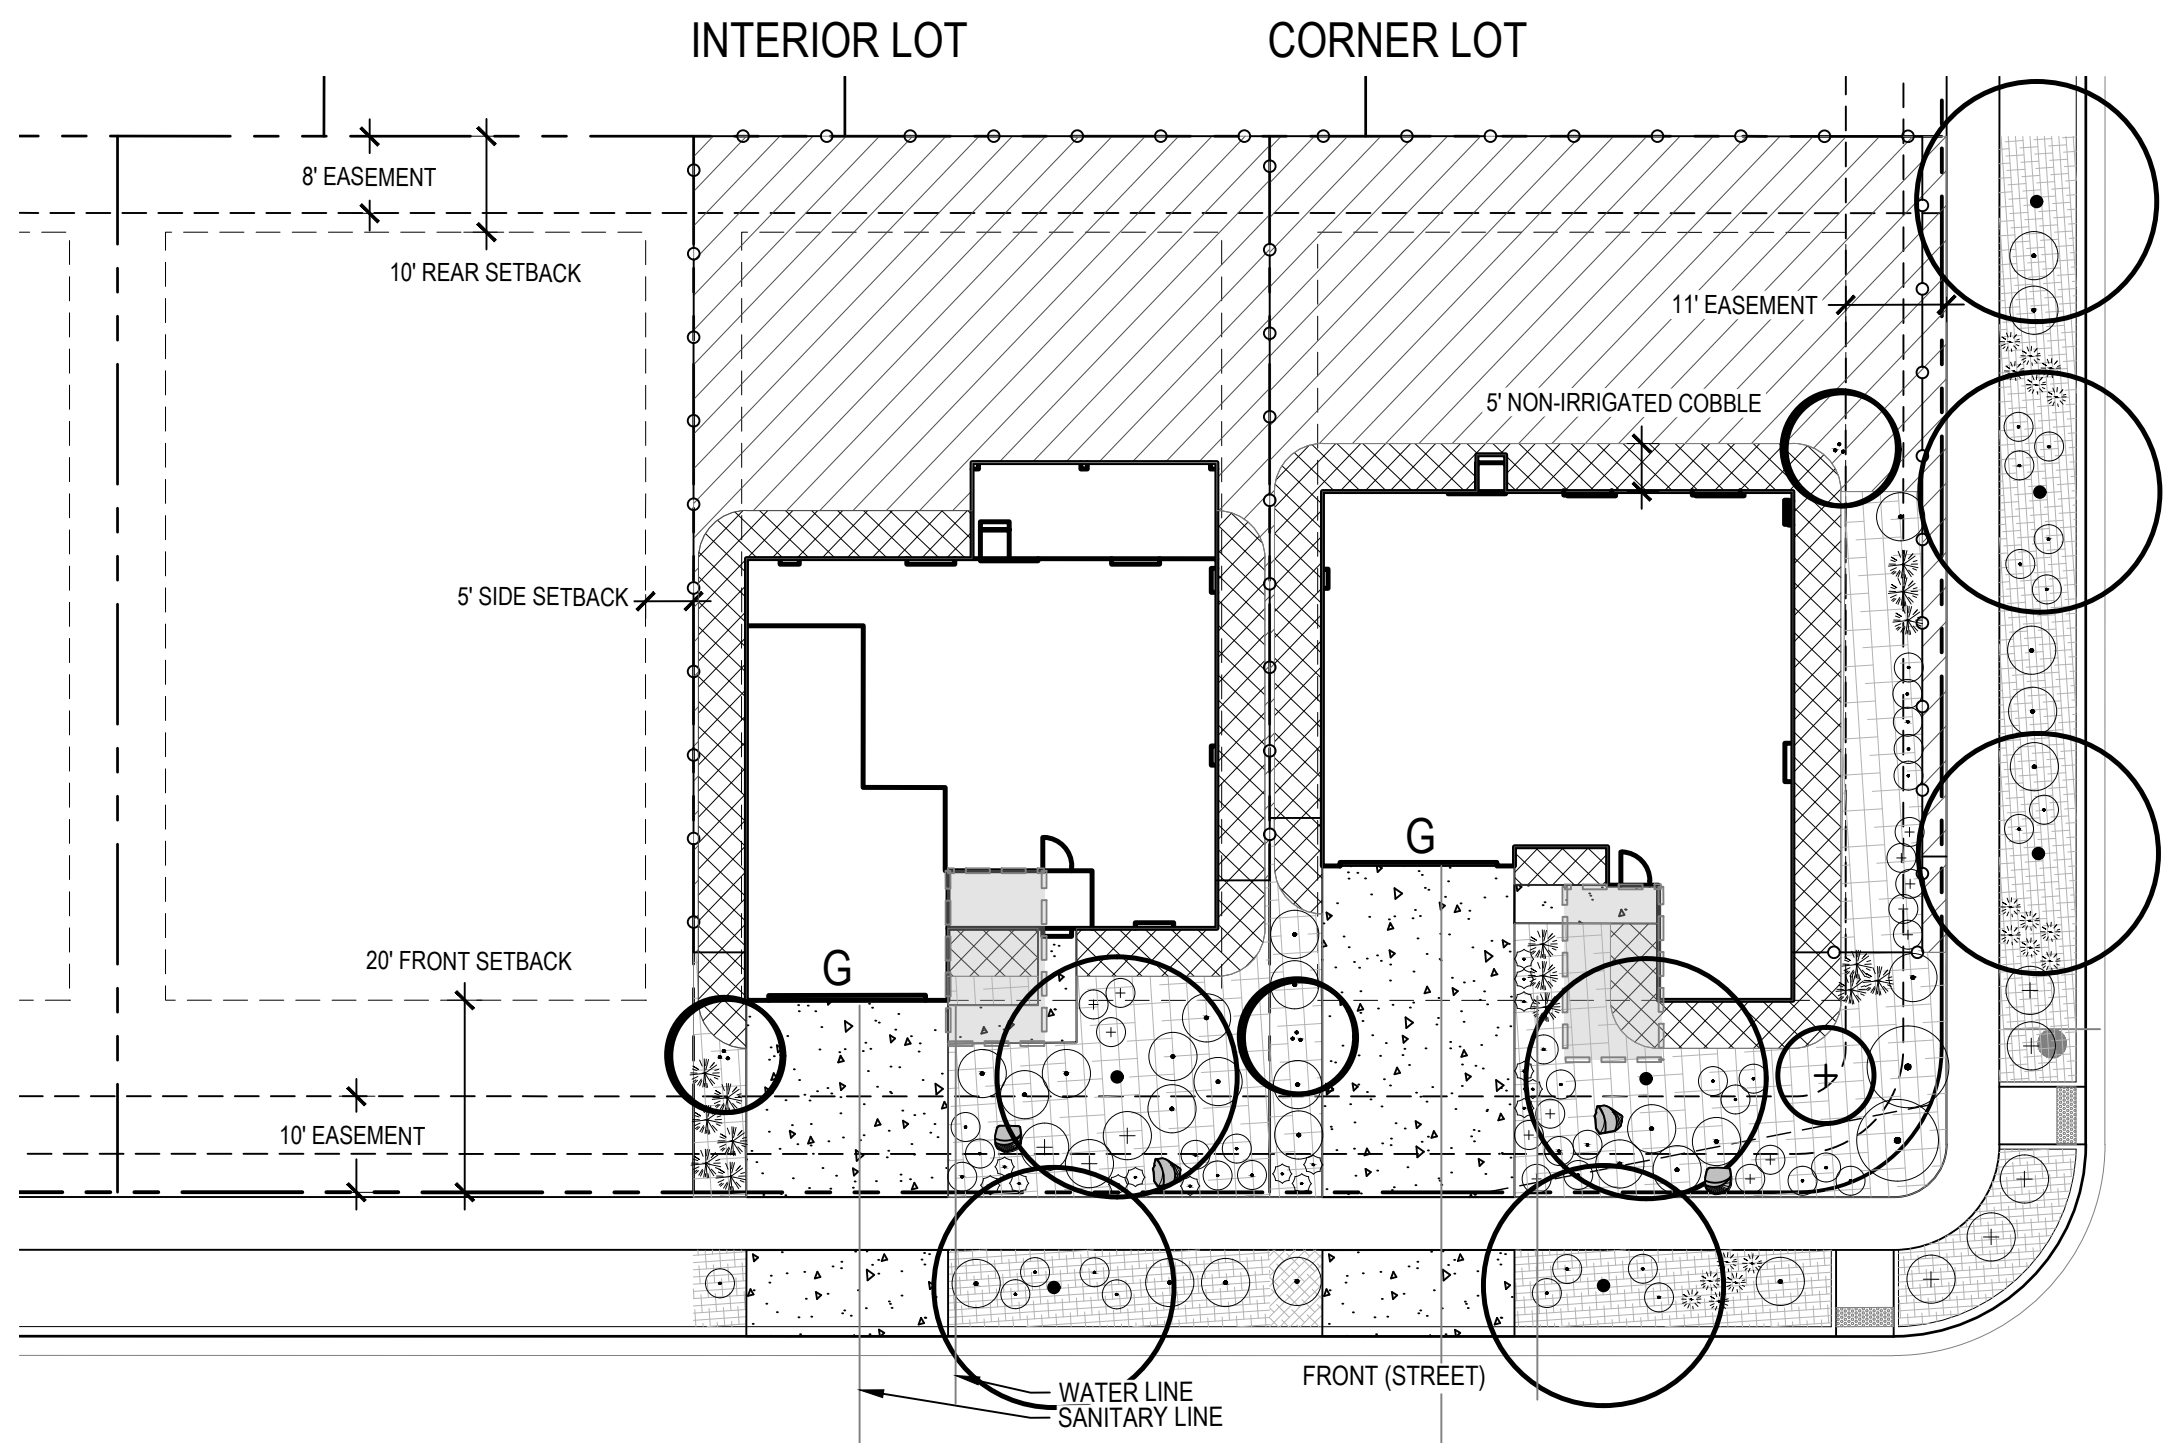 INTERIOR LOT
CORNER LOT
8' EASEMENT
10' REAR SETBACK
11' EASEMENT
5' NON-IRRIGATED COBBLE
5' SIDE SETBACK
G
20' FRONT SETBACK
G
10' EASEMENT
FRONT (STREET)
WATER LINE
SANITARY LINE